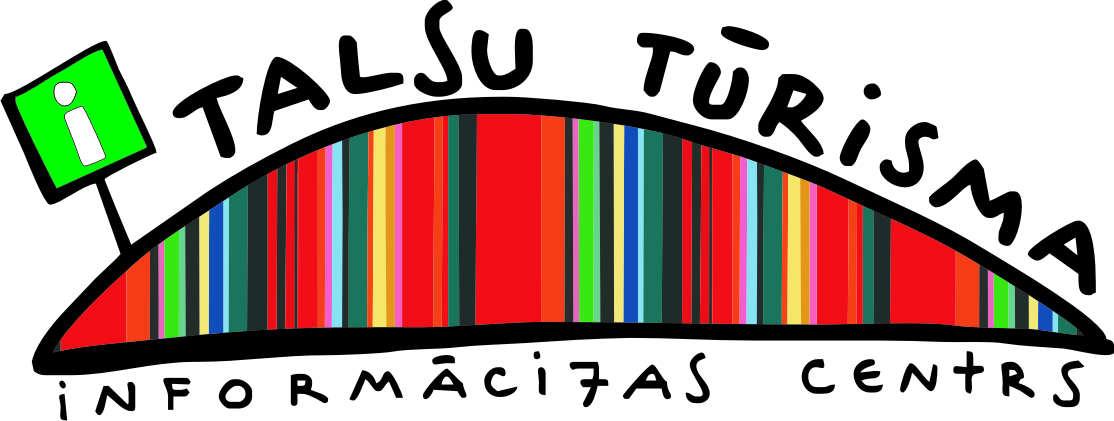 i
TALSU TŪRiSMA
iNFORMĀCiJAS CENtRS